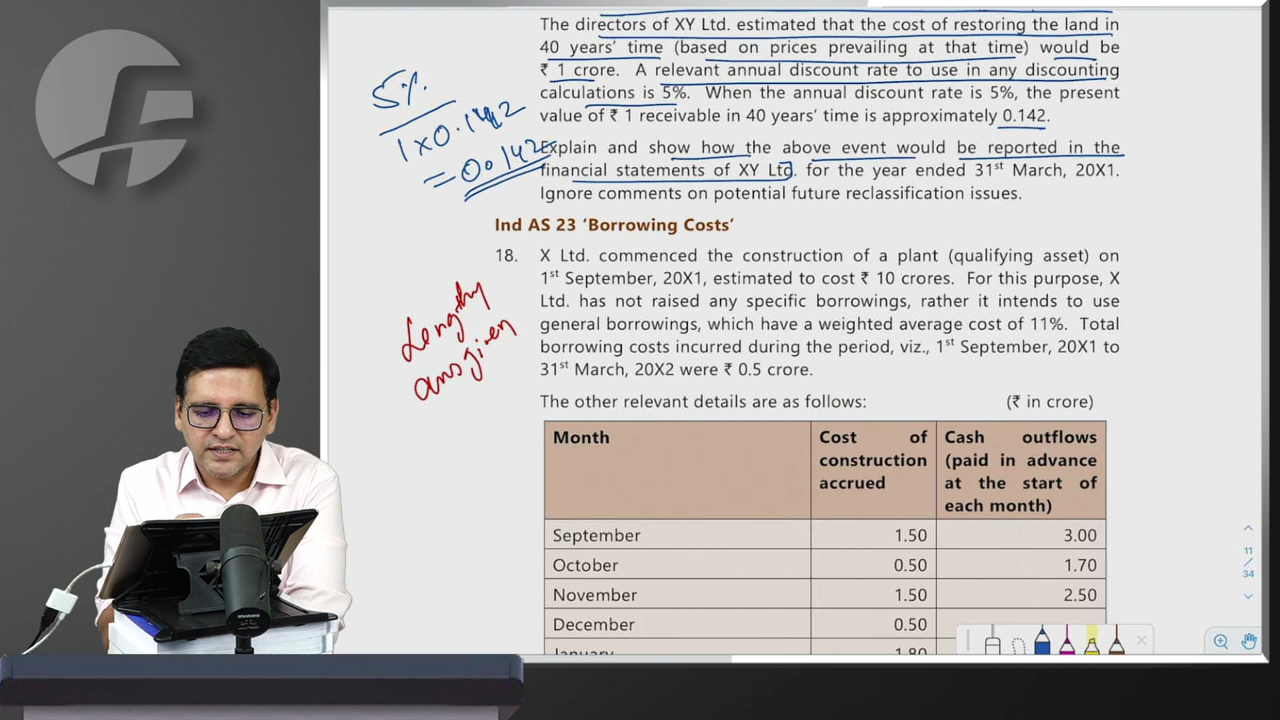 The directors of XY Ltd. estimated that the cost of restoring the land in
40 years' time (based on prices prevailing at that time) would be
₹ 1 crore. A relevant annual discount rate to use in any discounting
calculations is 5%. When the annual discount rate is 5%, the present
value of ₹ 1 receivable in 40 years' time is approximately 0.142.
5%
1 x 0.142
= 0.142
Explain and show how the above event would be reported in the
financial statements of XY Ltd. for the year ended 31st March, 20X1.
Ignore comments on potential future reclassification issues.
Ind AS 23 'Borrowing Costs'
18. X Ltd. commenced the construction of a plant (qualifying asset) on
1st September, 20X1, estimated to cost ₹ 10 crores. For this purpose, X
Ltd. has not raised any specific borrowings, rather it intends to use
general borrowings, which have a weighted average cost of 11%. Total
borrowing costs incurred during the period, viz., 1st September, 20X1 to
31st March, 20X2 were ₹ 0.5 crore.
Lengthy
ans given
The other relevant details are as follows: (₹ in crore)
Month Cost of construction accrued Cash outflows (paid in advance at the start of each month)
September 1.50 3.00
October 0.50 1.70
November 1.50 2.50
December 0.50
January 1.80
11
/
34